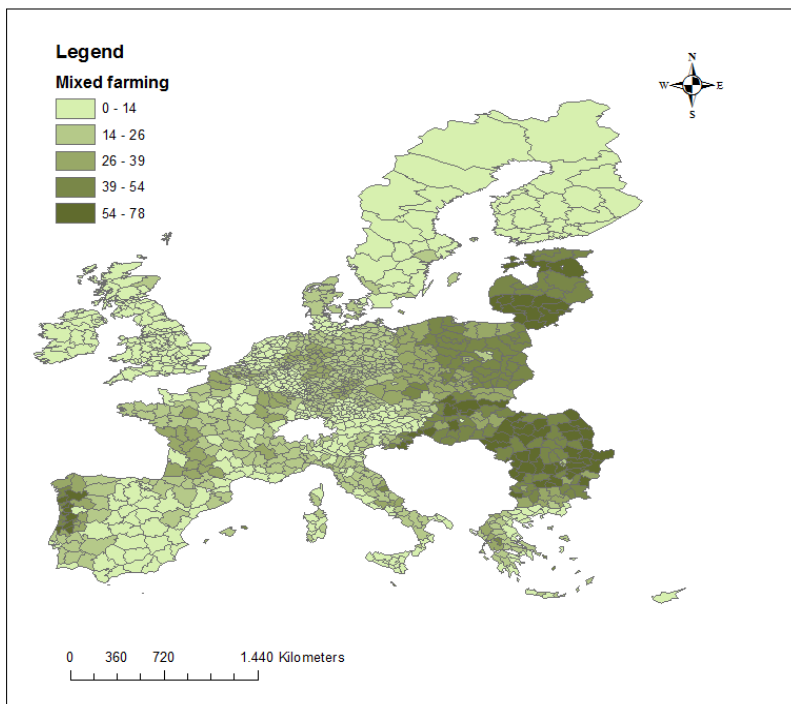 Legend
Mixed farming
0 - 14
14 - 26
26 - 39
39 - 54
54 - 78
N
W E
S
0 360 720 1.440 Kilometers